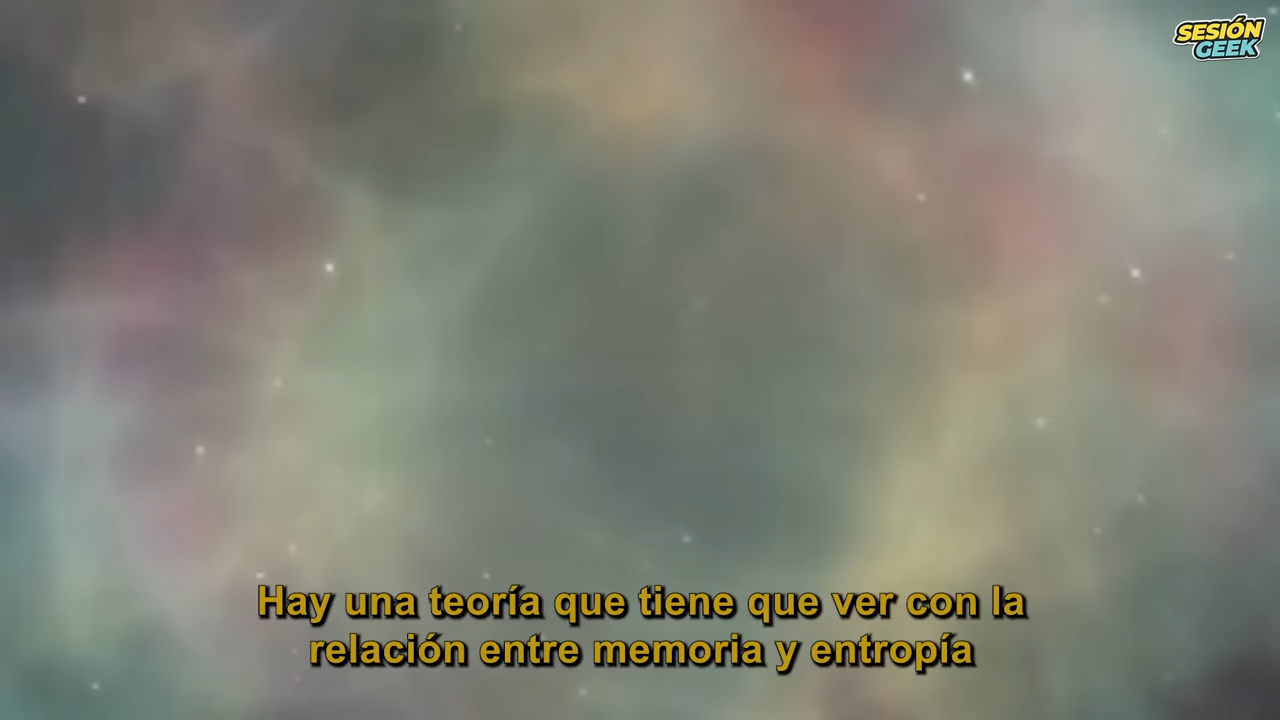 SESIÓN
GEEK
Hay una teoría que tiene que ver con la
relación entre memoria y entropía